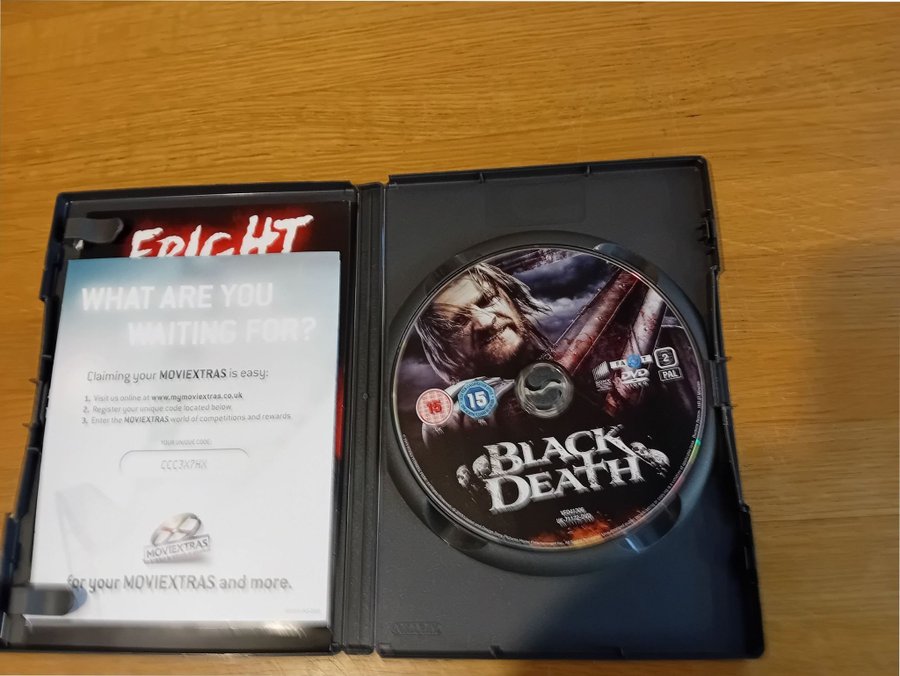 FRIGHT
WHAT ARE YOU
WAITING FOR?
Claiming your MOVIEXTRAS is easy:
1. Visit us online at www.mymoviextras.co.uk
2. Register your unique code located below
3. Enter the MOVIEXTRAS world of competitions and rewards
YOUR UNIQUE CODE:
CCC3X7HX
MOVIEXTRAS
for your MOVIEXTRAS and more.
15
15
DVD
VIDEO
2
PAL
BLACK
DEATH